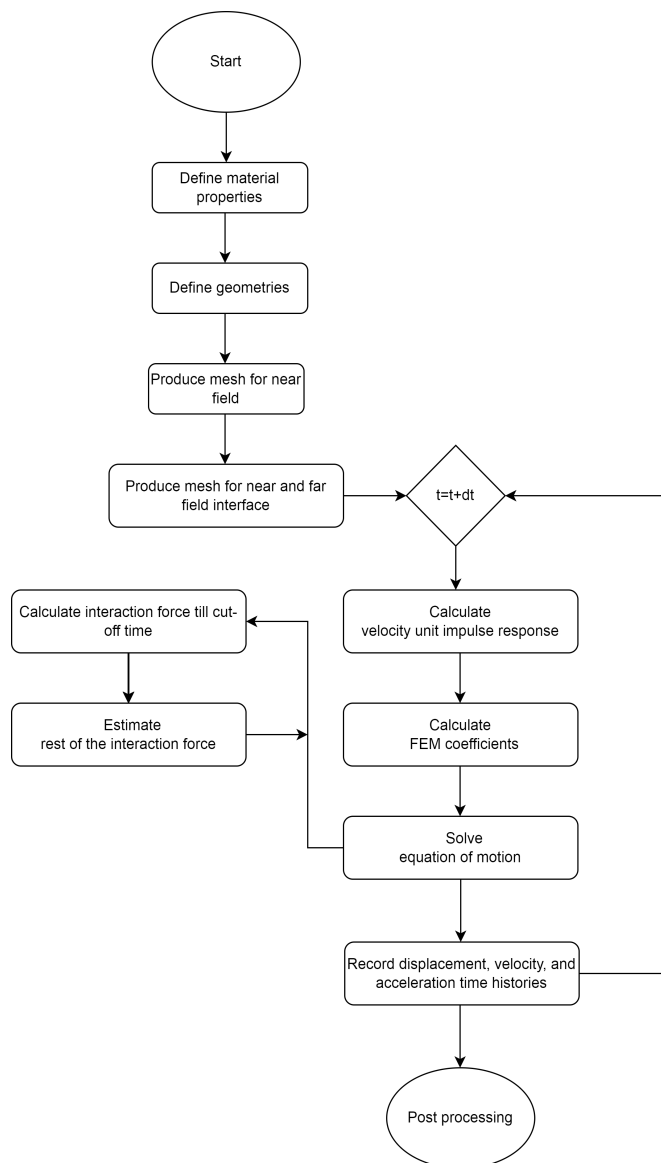 Start
Define material
properties
Define geometries
Produce mesh for near
field
Produce mesh for near and far
field interface
t=t+dt
Calculate
velocity unit impulse response
Calculate
FEM coefficients
Solve
equation of motion
Calculate interaction force till cut-
off time
Estimate
rest of the interaction force
Record displacement, velocity, and
acceleration time histories
Post processing